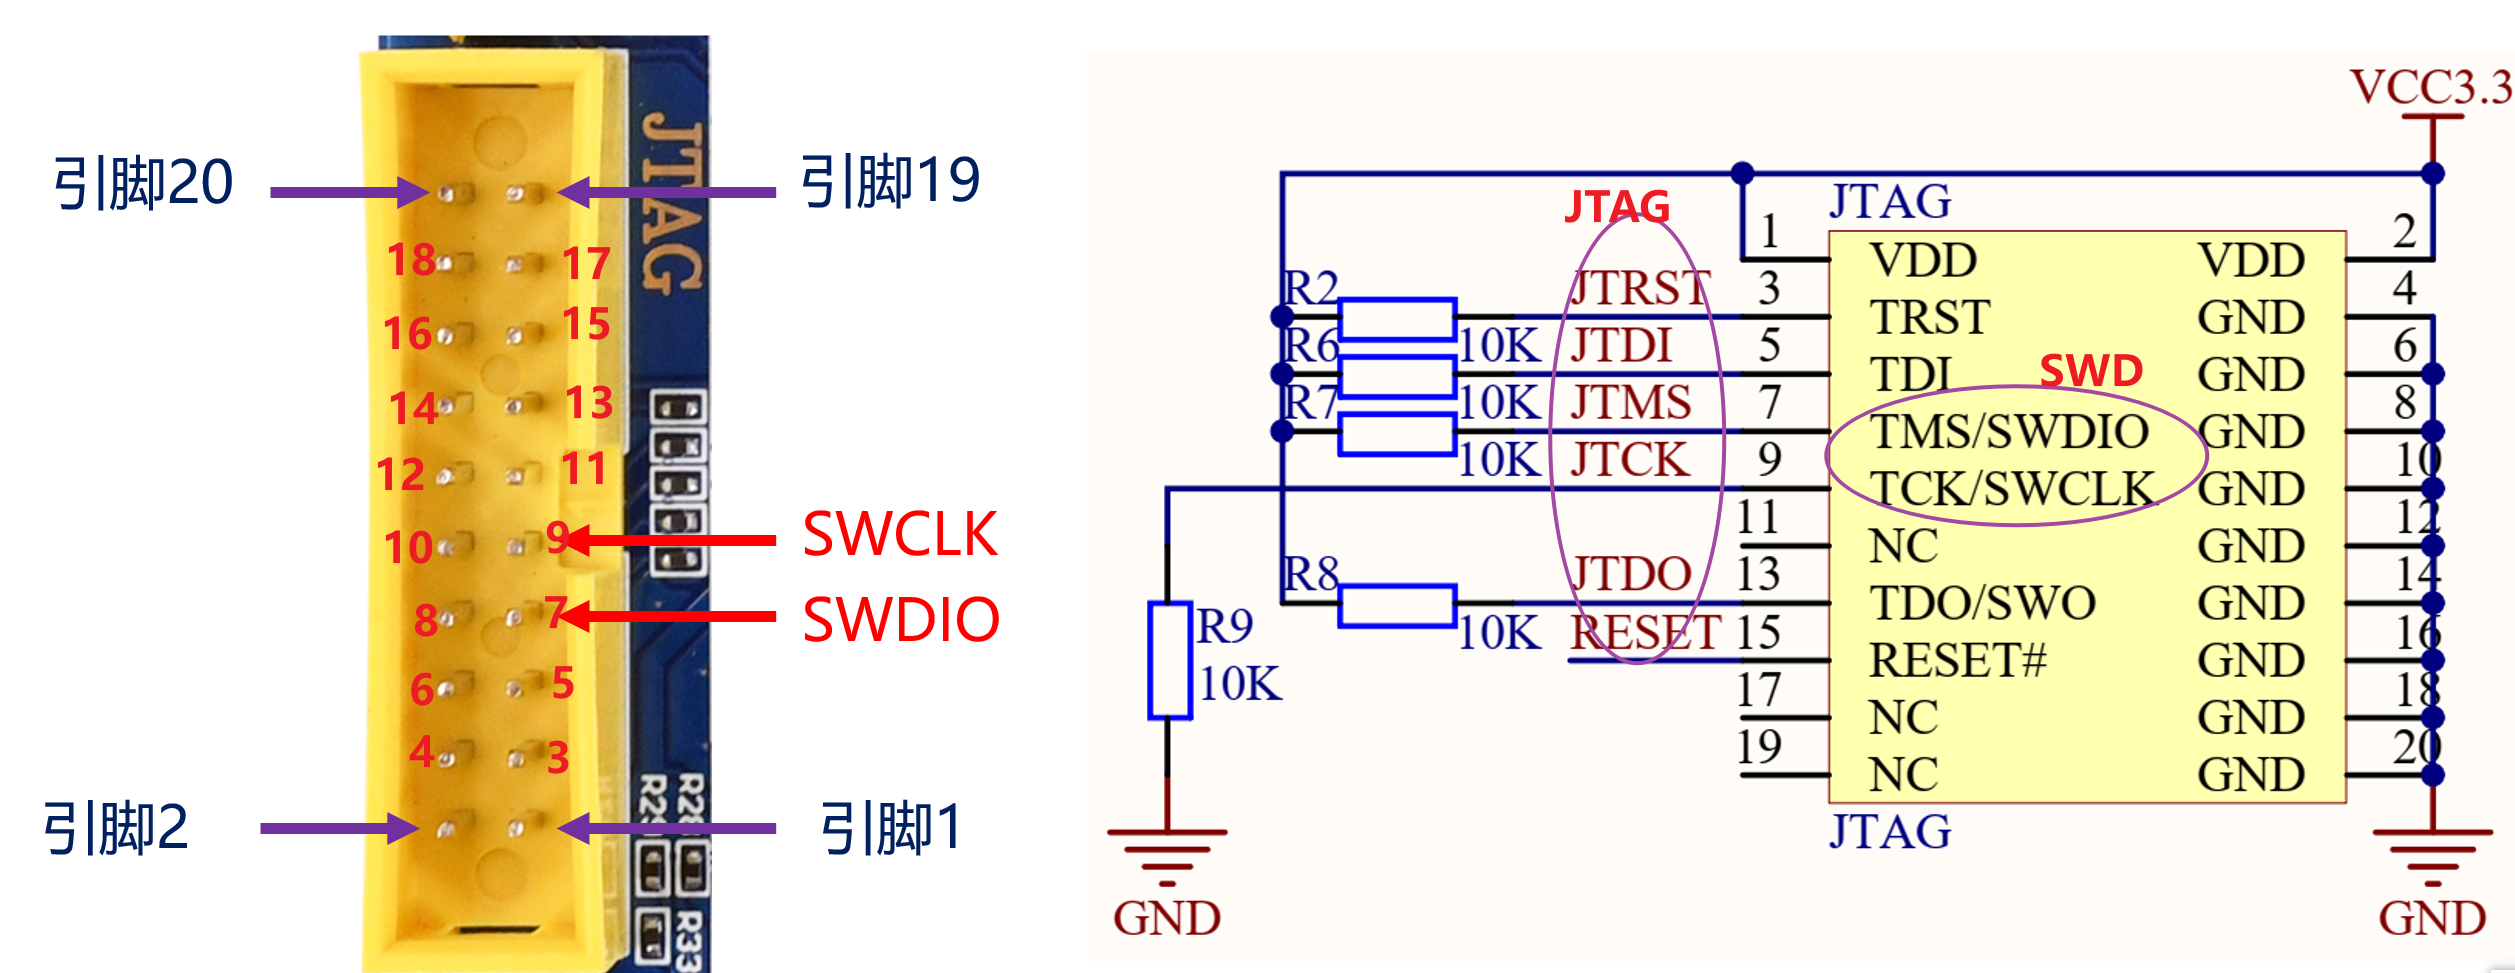 引脚20
引脚19
JTAG
18
17
16
15
14
13
12
11
10
9
SWCLK
8
7
SWDIO
6
5
4
3
引脚2
引脚1
R29
R28
R33
VCC3.3
JTAG
JTAG
1
VDD
VDD
2
R2
JTRST
3
TRST
GND
4
R6
10K
JTDI
5
TDI
GND
6
SWD
R7
10K
JTMS
7
TMS/SWDIO
GND
8
10K
JTCK
9
TCK/SWCLK
GND
10
11
NC
GND
12
R8
JTDO
13
TDO/SWO
GND
14
10K
RESET
15
RESET#
GND
16
R9
10K
17
NC
GND
18
19
NC
GND
20
JTAG
GND
GND